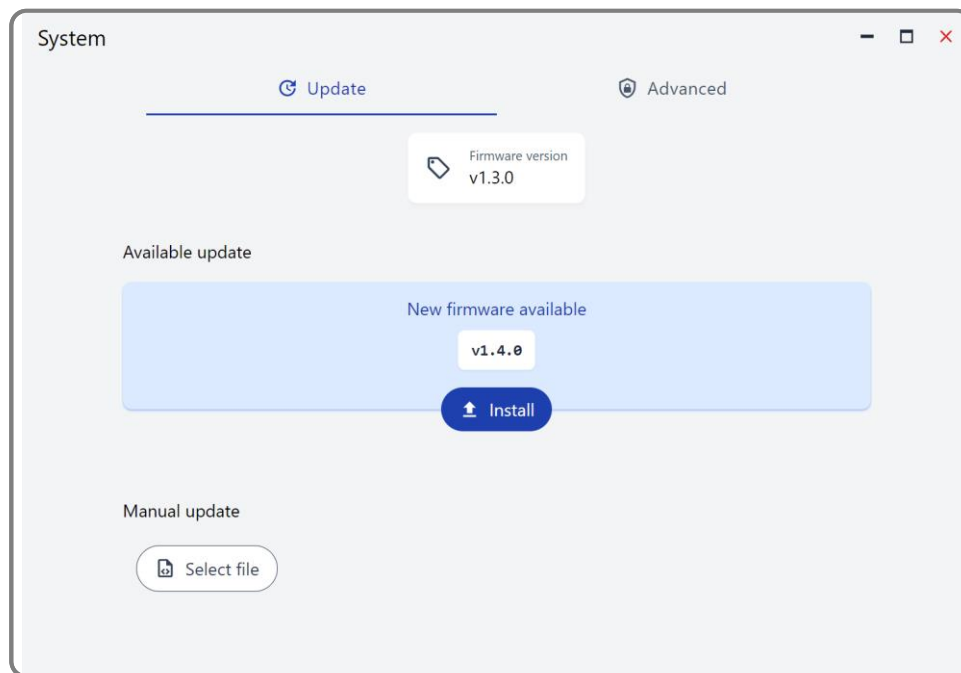 System
Update
Advanced
Firmware version
v1.3.0
Available update
New firmware available
v1.4.0
Install
Manual update
Select file